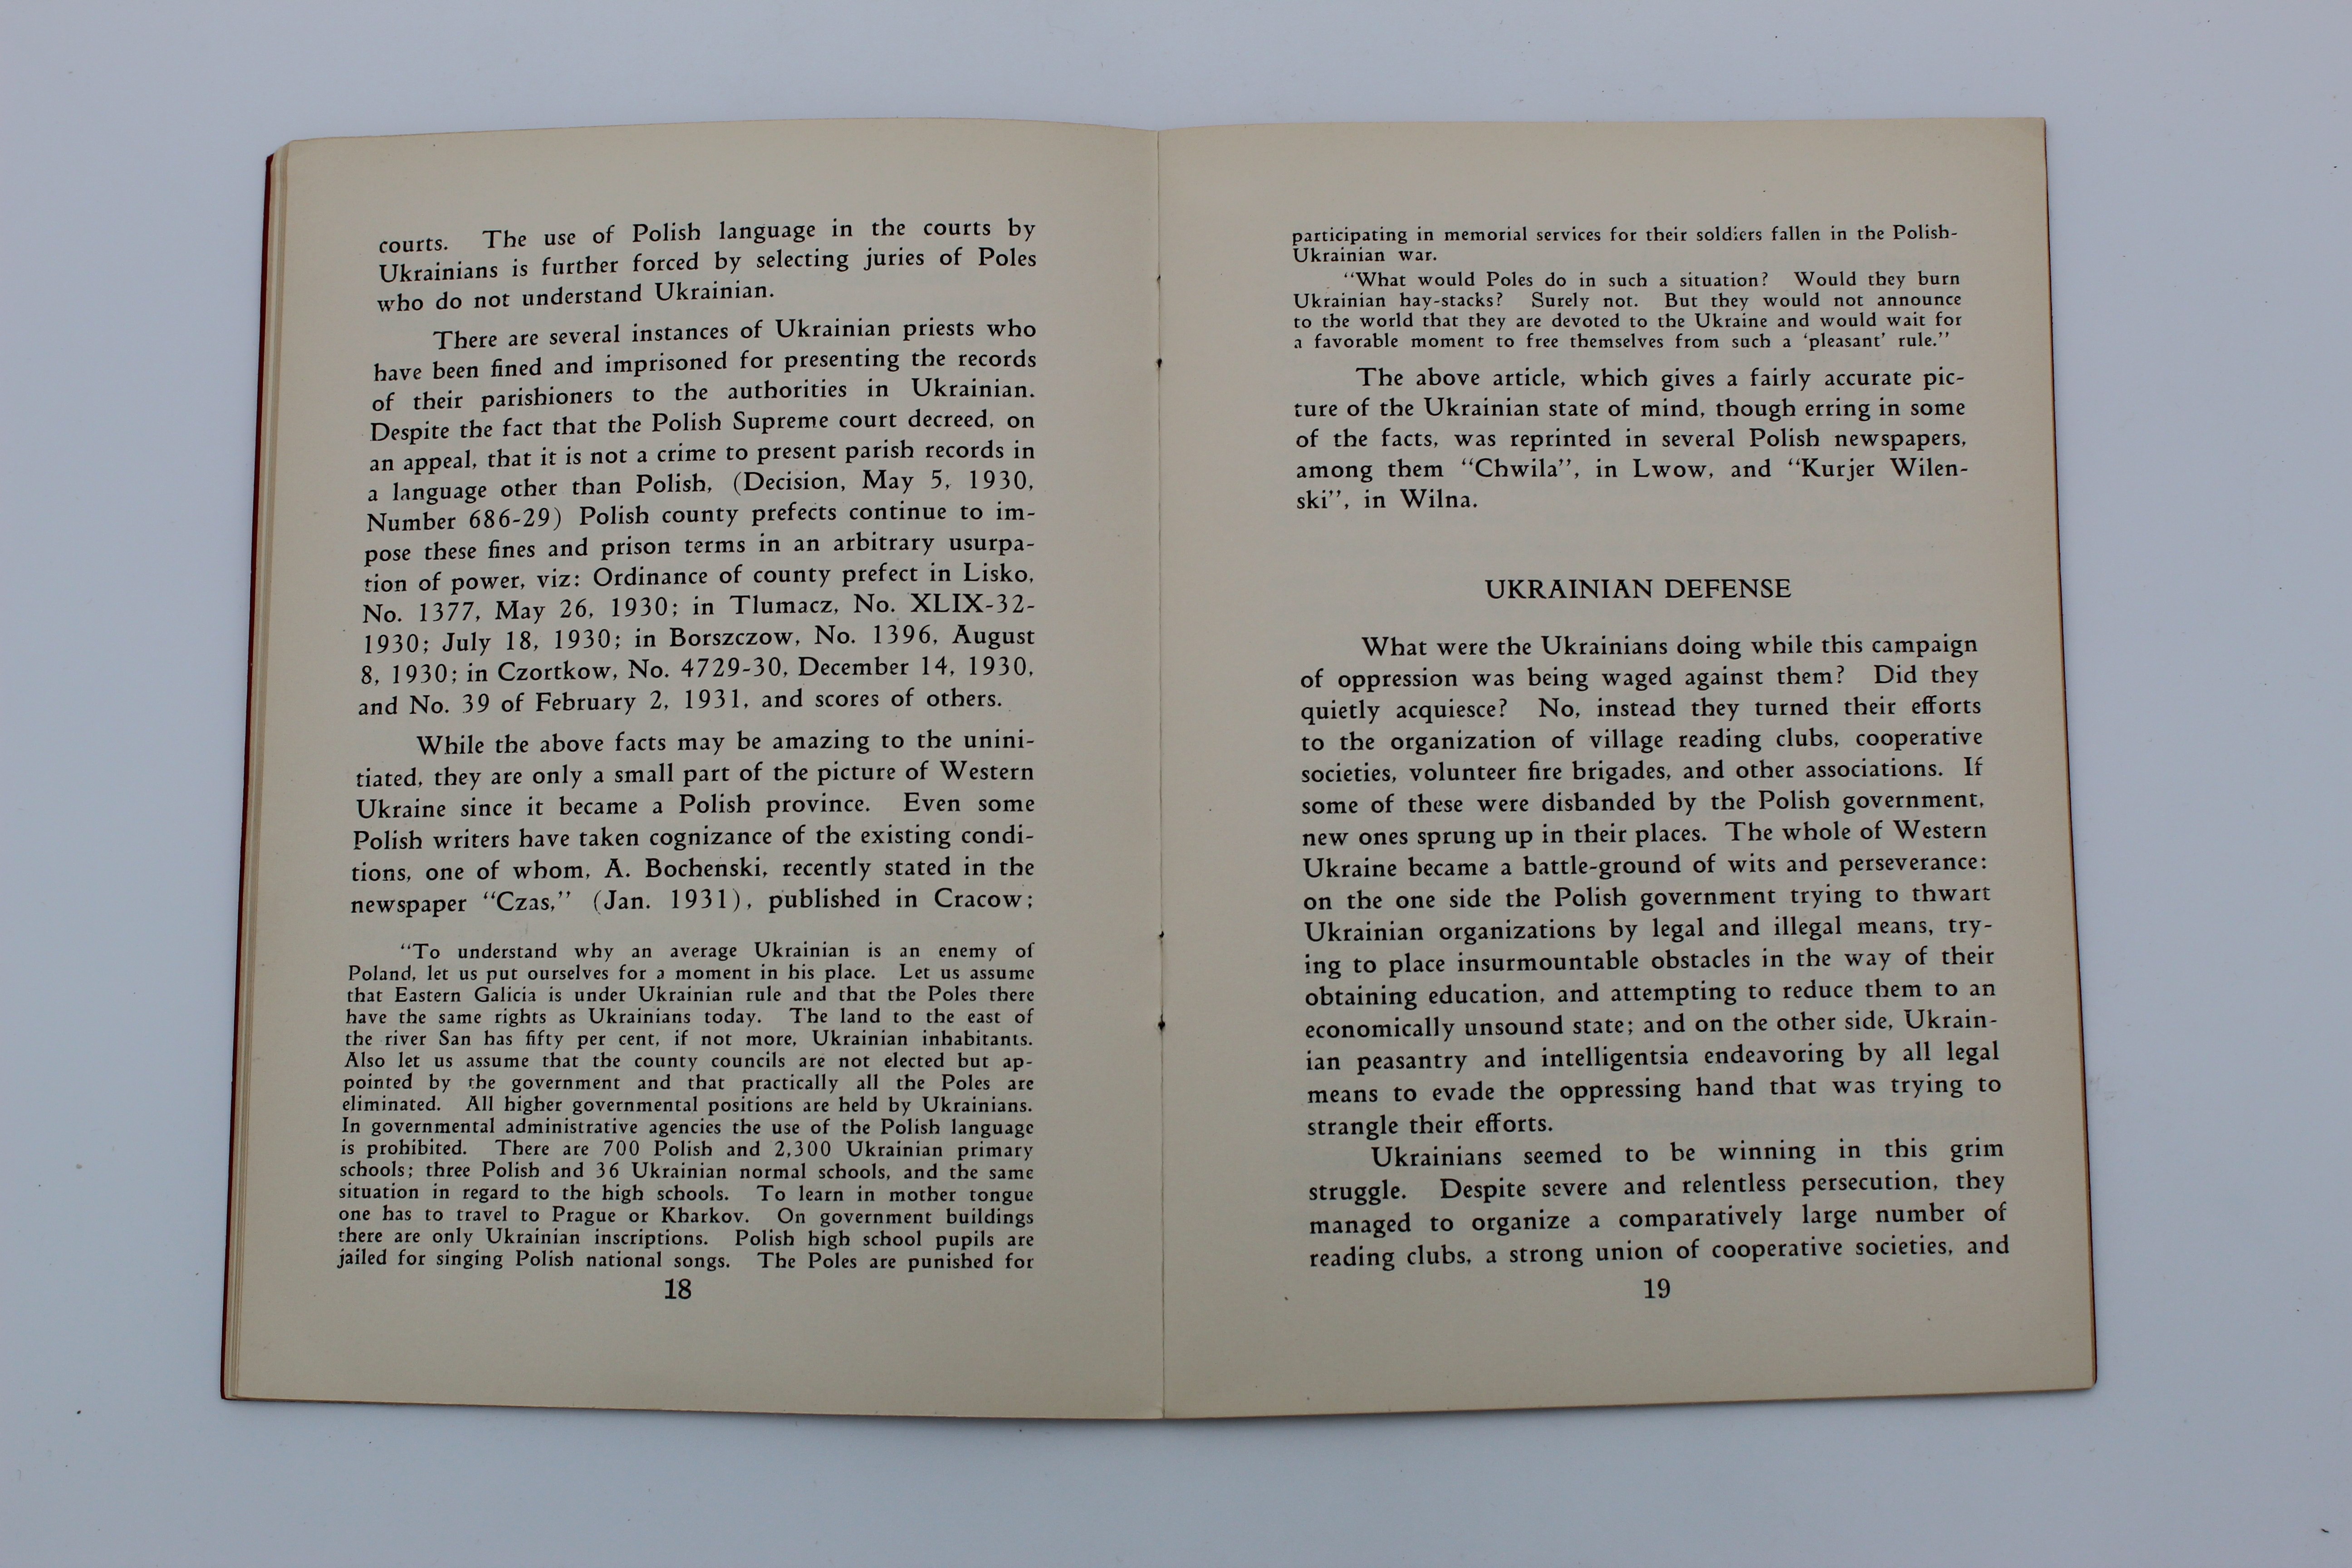 courts. The use of Polish language in the courts by
Ukrainians is further forced by selecting juries of Poles
who do not understand Ukrainian.
There are several instances of Ukrainian priests who
have been fined and imprisoned for presenting the records
of their parishioners to the authorities in Ukrainian.
Despite the fact that the Polish Supreme court decreed, on
an appeal, that it is not a crime to present parish records in
a language other than Polish, (Decision, May 5, 1930,
Number 686-29) Polish county prefects continue to im-
pose these fines and prison terms in an arbitrary usurpa-
tion of power, viz: Ordinance of county prefect in Lisko,
No. 1377, May 26, 1930; in Tlumacz, No. XLIX-32-
1930; July 18, 1930; in Borszczow, No. 1396, August
8, 1930; in Czortkow, No. 4729-30, December 14, 1930,
and No. 39 of February 2, 1931, and scores of others.
While the above facts may be amazing to the unini-
tiated, they are only a small part of the picture of Western
Ukraine since it became a Polish province. Even some
Polish writers have taken cognizance of the existing condi-
tions, one of whom, A. Bochenski, recently stated in the
newspaper "Czas," (Jan. 1931), published in Cracow;
"To understand why an average Ukrainian is an enemy of
Poland, let us put ourselves for a moment in his place. Let us assume
that Eastern Galicia is under Ukrainian rule and that the Poles there
have the same rights as Ukrainians today. The land to the east of
the river San has fifty per cent, if not more, Ukrainian inhabitants.
Also let us assume that the county councils are not elected but ap-
pointed by the government and that practically all the Poles are
eliminated. All higher governmental positions are held by Ukrainians.
In governmental administrative agencies the use of the Polish language
is prohibited. There are 700 Polish and 2,300 Ukrainian primary
schools; three Polish and 36 Ukrainian normal schools, and the same
situation in regard to the high schools. To learn in mother tongue
one has to travel to Prague or Kharkov. On government buildings
there are only Ukrainian inscriptions. Polish high school pupils are
jailed for singing Polish national songs. The Poles are punished for
18
participating in memorial services for their soldiers fallen in the Polish-
Ukrainian war.
"What would Poles do in such a situation? Would they burn
Ukrainian hay-stacks? Surely not. But they would not announce
to the world that they are devoted to the Ukraine and would wait for
a favorable moment to free themselves from such a 'pleasant' rule."
The above article, which gives a fairly accurate pic-
ture of the Ukrainian state of mind, though erring in some
of the facts, was reprinted in several Polish newspapers,
among them "Chwila", in Lwow, and "Kurjer Wilen-
ski", in Wilna.
UKRAINIAN DEFENSE
What were the Ukrainians doing while this campaign
of oppression was being waged against them? Did they
quietly acquiesce? No, instead they turned their efforts
to the organization of village reading clubs, cooperative
societies, volunteer fire brigades, and other associations. If
some of these were disbanded by the Polish government,
new ones sprung up in their places. The whole of Western
Ukraine became a battle-ground of wits and perseverance:
on the one side the Polish government trying to thwart
Ukrainian organizations by legal and illegal means, try-
ing to place insurmountable obstacles in the way of their
obtaining education, and attempting to reduce them to an
economically unsound state; and on the other side, Ukrain-
ian peasantry and intelligentsia endeavoring by all legal
means to evade the oppressing hand that was trying to
strangle their efforts.
Ukrainians seemed to be winning in this grim
struggle. Despite severe and relentless persecution, they
managed to organize a comparatively large number of
reading clubs, a strong union of cooperative societies, and
19